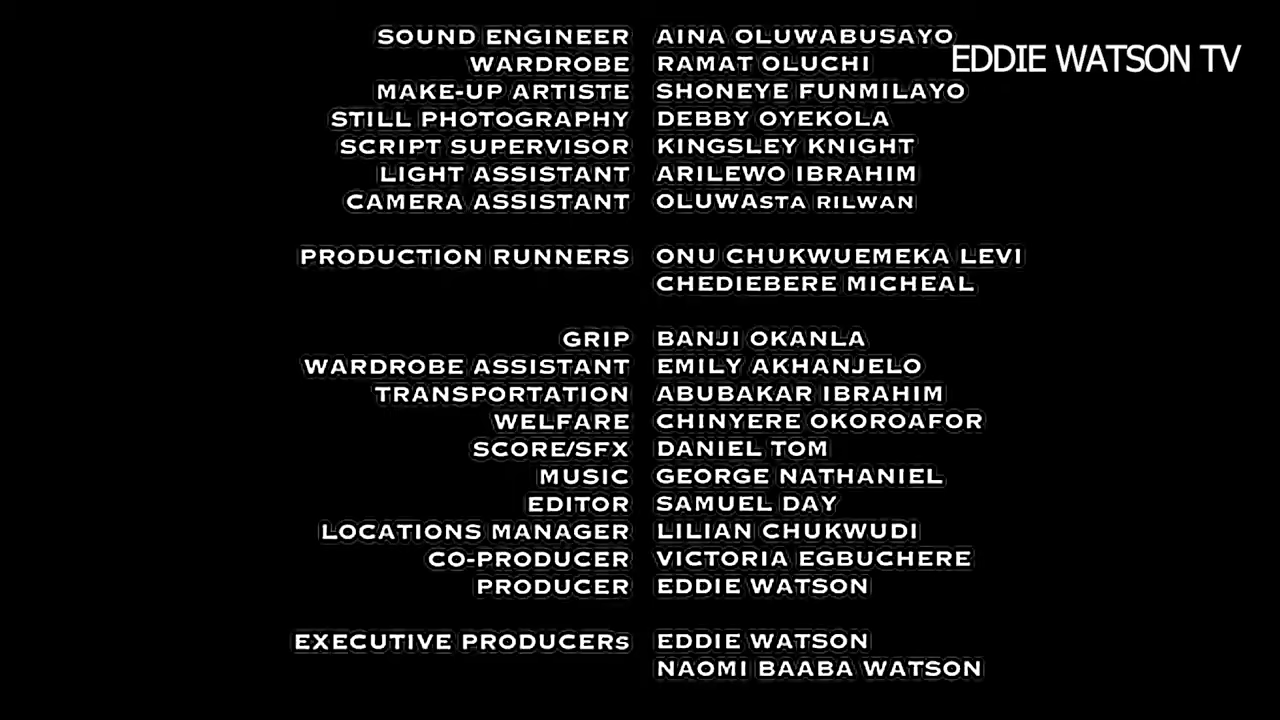 SOUND ENGINEER AINA OLUWABUSAYO
EDDIE WATSON TV
WARDROBE RAMAT OLUCHI
MAKE-UP ARTISTE SHONEYE FUNMILAYO
STILL PHOTOGRAPHY DEBBY OYEKOLA
SCRIPT SUPERVISOR KINGSLEY KNIGHT
LIGHT ASSISTANT ARILEWO IBRAHIM
CAMERA ASSISTANT OLUWASTA RILWAN
PRODUCTION RUNNERS ONU CHUKWUEMEKA LEVI
CHEDIEBERE MICHEAL
GRIP BANJI OKANLA
WARDROBE ASSISTANT EMILY AKHANJELO
TRANSPORTATION ABUBAKAR IBRAHIM
WELFARE CHINYERE OKOROAFOR
SCORE/SFX DANIEL TOM
MUSIC GEORGE NATHANIEL
EDITOR SAMUEL DAY
LOCATIONS MANAGER LILIAN CHUKWUDI
CO-PRODUCER VICTORIA EGBUCHERE
PRODUCER EDDIE WATSON
EXECUTIVE PRODUCERs EDDIE WATSON
NAOMI BAABA WATSON